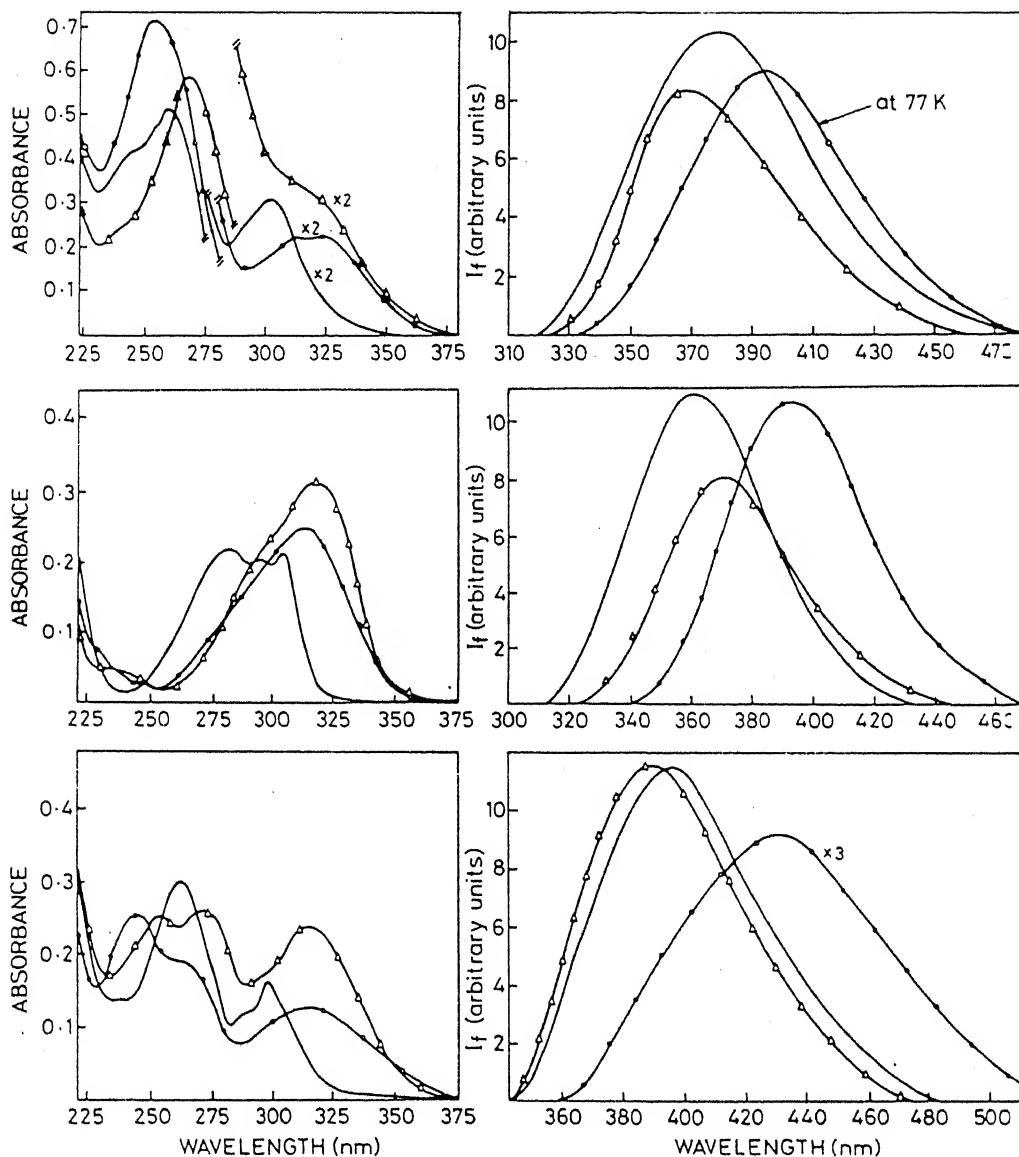 ABSORBANCE
0.7
0.6
0.5
0.4
0.3
0.2
0.1
×2
×2
×2
225 250 275 300 325 350 375
If (arbitrary units)
10
8
6
4
2
at 77 K
310 330 350 370 390 410 430 450
ABSORBANCE
0.4
0.3
0.2
0.1
225 250 275 300 325 350 375
If (arbitrary units)
10
8
6
4
2
300 320 340 360 380 400 420 440
ABSORBANCE
0.4
0.3
0.2
0.1
225 250 275 300 325 350 375
WAVELENGTH (nm)
If (arbitrary units)
10
8
6
4
2
×3
360 380 400 420 440 460 480 500
WAVELENGTH (nm)